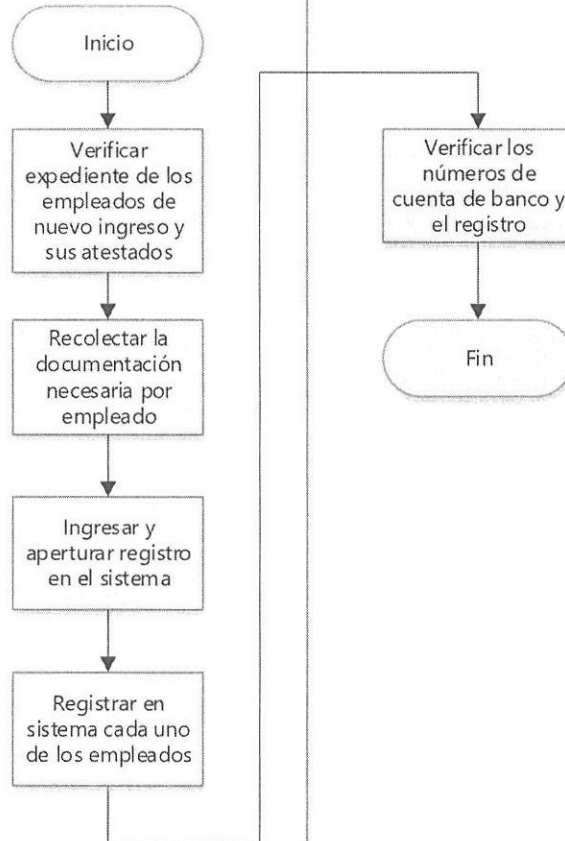 Inicio
Verificar
expediente de los
empleados de
nuevo ingreso y
sus atestados
Recolectar la
documentación
necesaria por
empleado
Ingresar y
aperturar registro
en el sistema
Registrar en
sistema cada uno
de los empleados
Verificar los
números de
cuenta de banco y
el registro
Fin